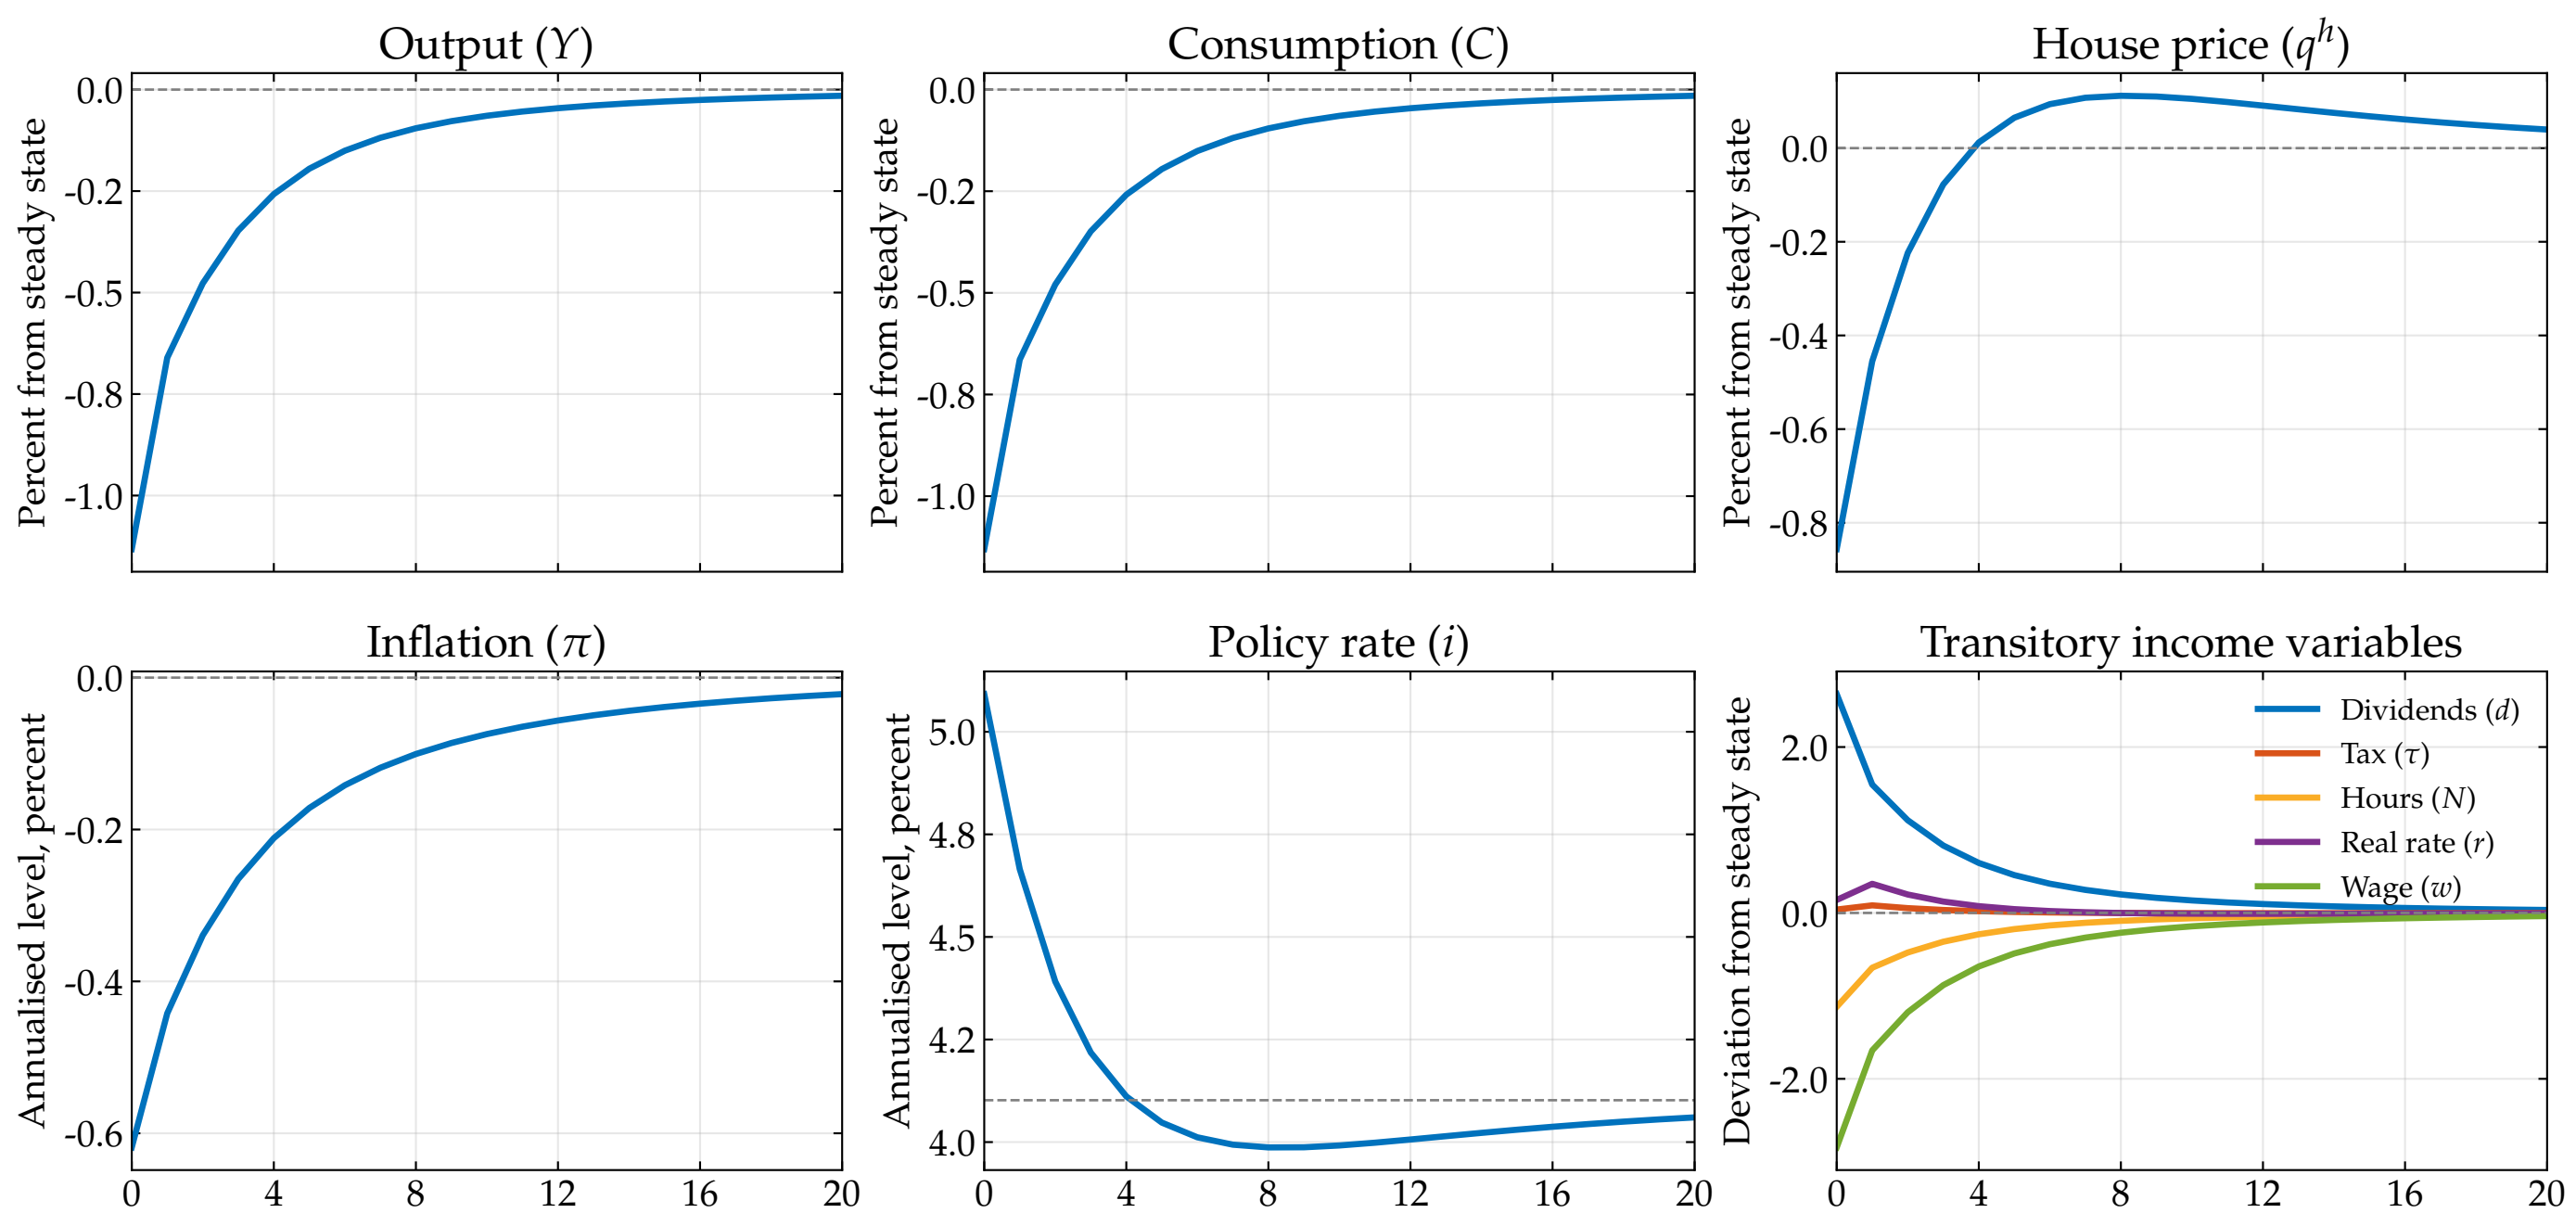 Output (Y)
Percent from steady state
0.0
-0.2
-0.5
-0.8
-1.0
Consumption (C)
Percent from steady state
0.0
-0.2
-0.5
-0.8
-1.0
House price (q^h)
Percent from steady state
0.0
-0.2
-0.4
-0.6
-0.8
Inflation (π)
Annualised level, percent
0.0
-0.2
-0.4
-0.6
0 4 8 12 16 20
Policy rate (i)
Annualised level, percent
5.0
4.8
4.5
4.2
4.0
0 4 8 12 16 20
Transitory income variables
Deviation from steady state
2.0
0.0
-2.0
Dividends (d)
Tax (τ)
Hours (N)
Real rate (r)
Wage (w)
0 4 8 12 16 20